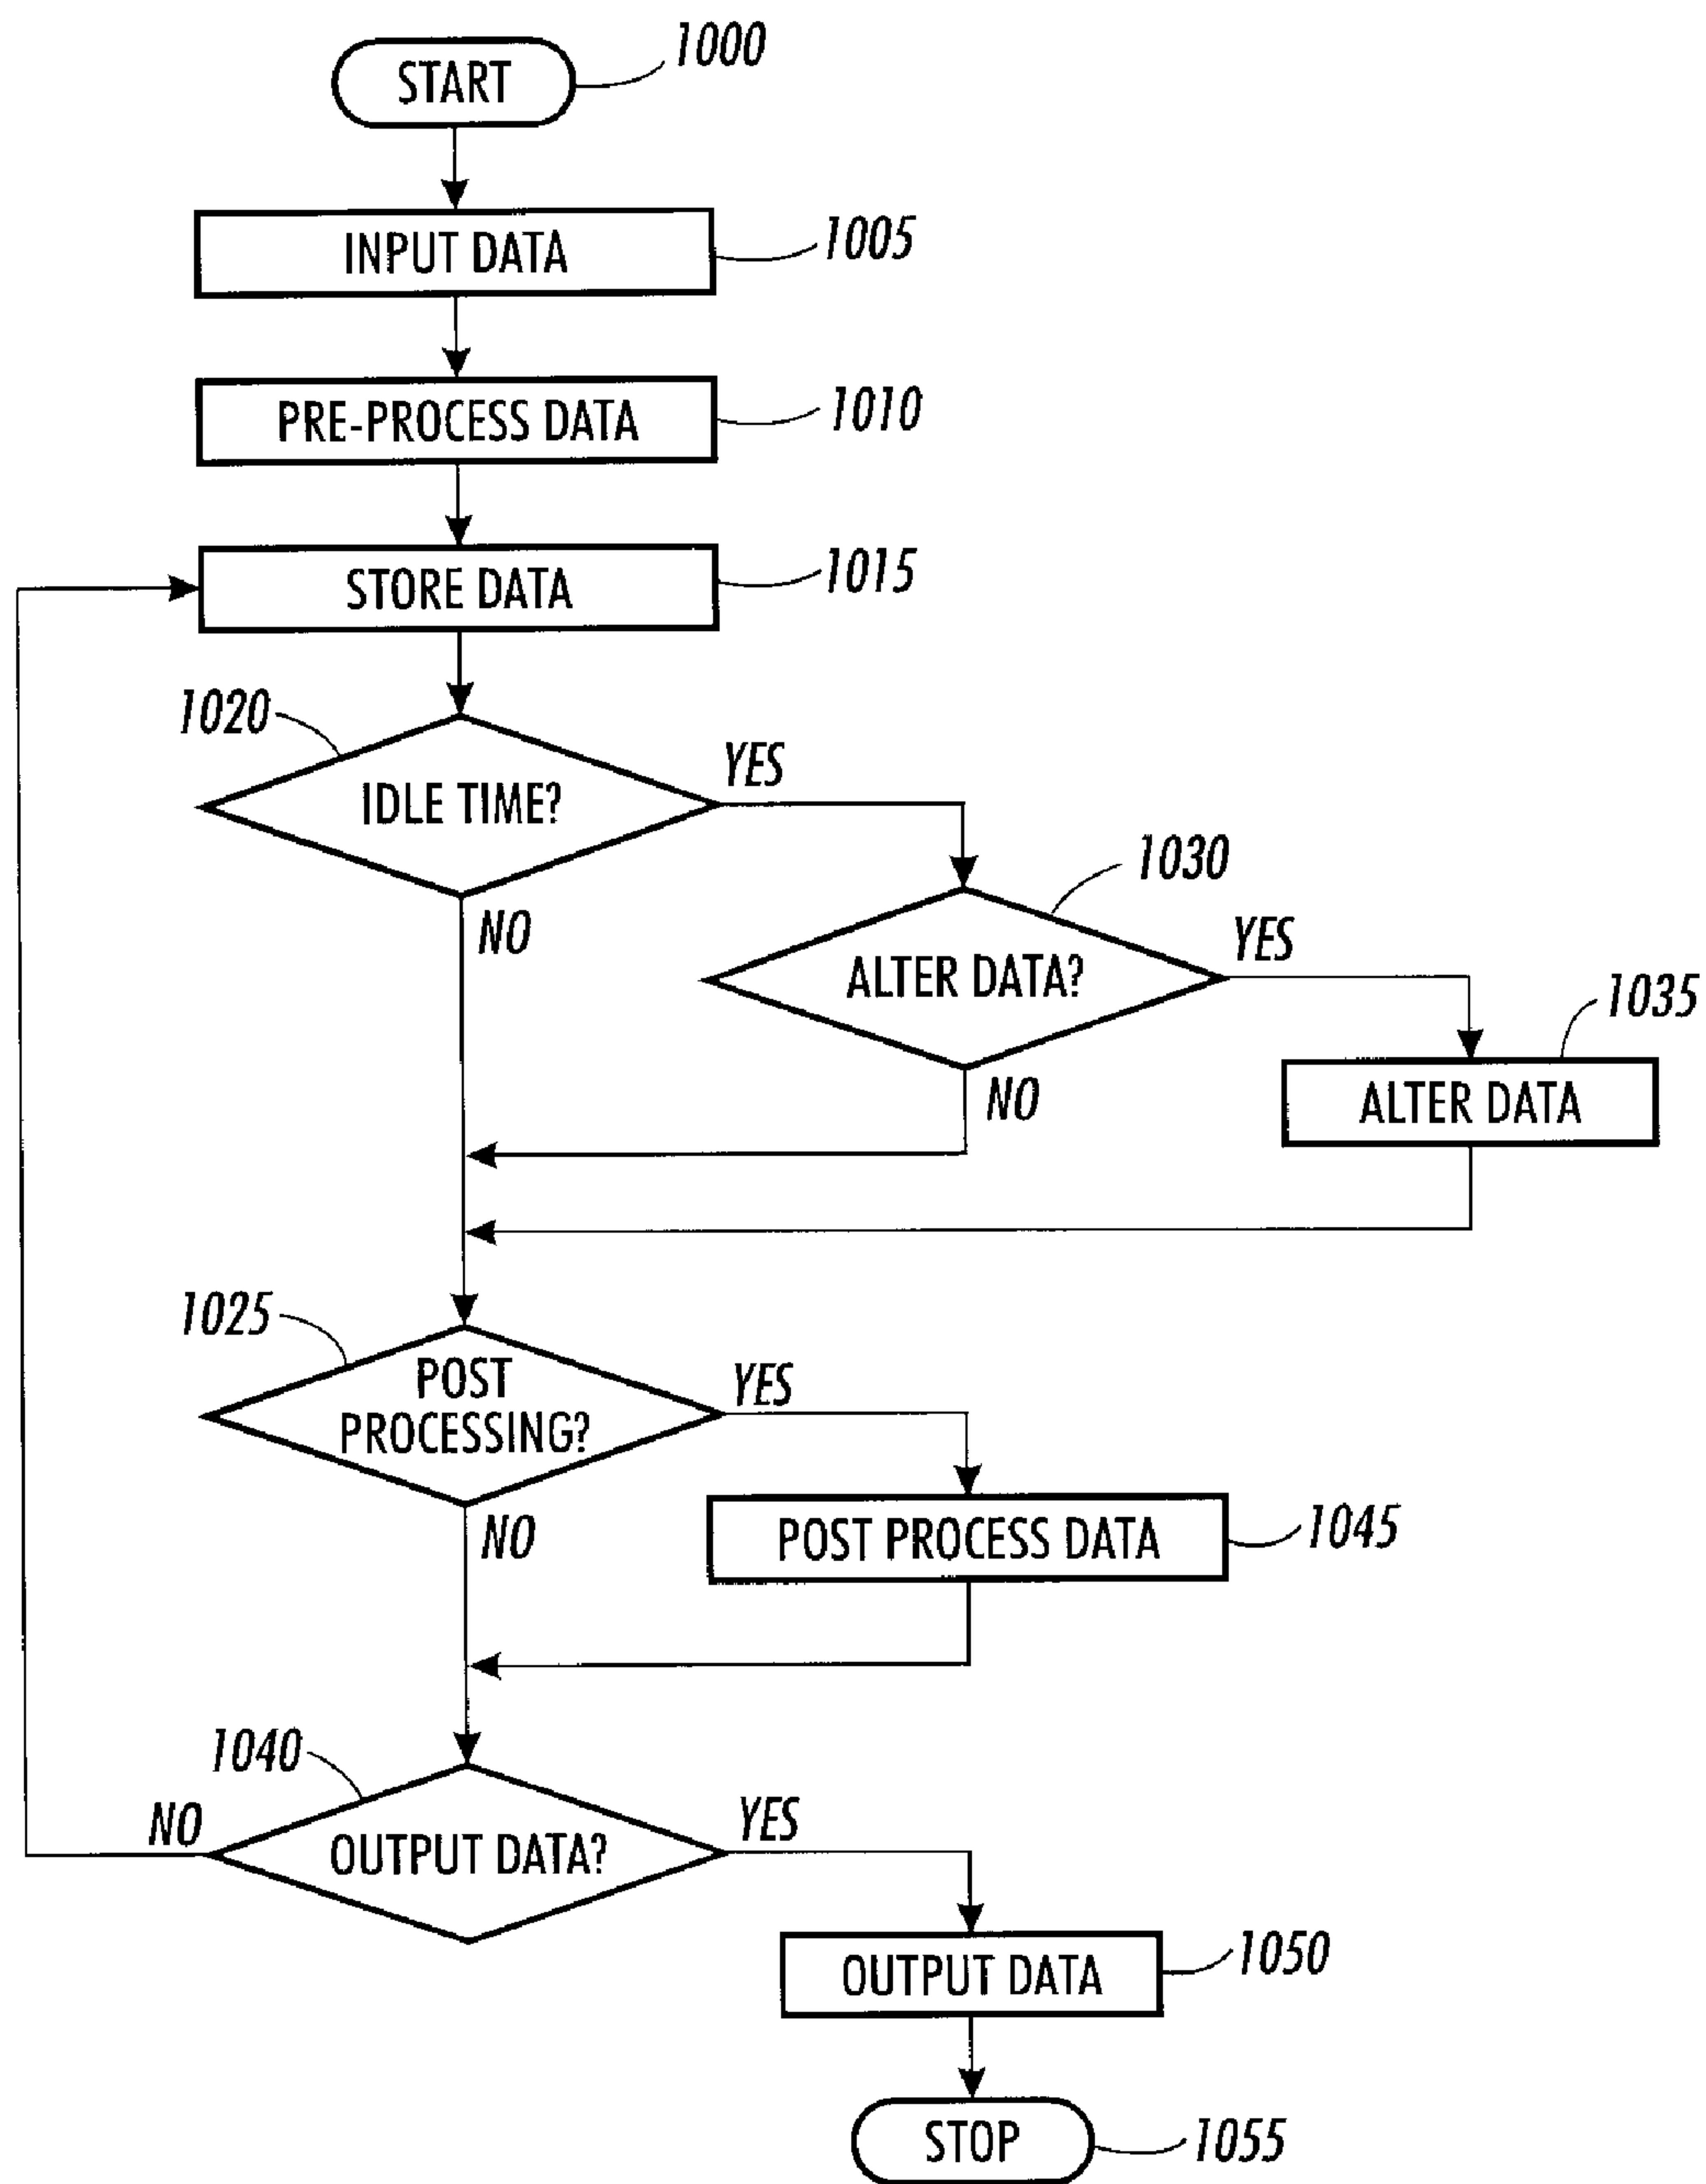 START
1000
INPUT DATA
1005
PRE-PROCESS DATA
1010
STORE DATA
1015
1020
IDLE TIME?
YES
NO
1030
ALTER DATA?
YES
NO
1035
ALTER DATA
1025
POST
PROCESSING?
YES
NO
POST PROCESS DATA
1045
1040
NO
OUTPUT DATA?
YES
OUTPUT DATA
1050
STOP
1055